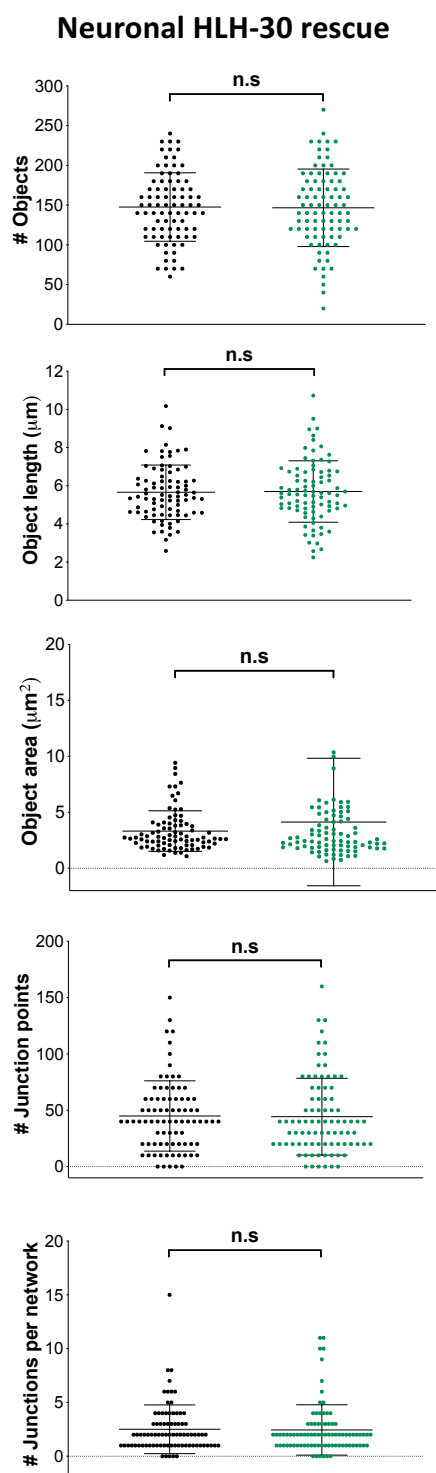 Neuronal HLH-30 rescue
n.s
# Objects
300
250
200
150
100
50
0
n.s
Object length (μm)
12
10
8
6
4
2
0
n.s
Object area (μm²)
20
15
10
5
0
n.s
# Junction points
200
150
100
50
0
n.s
# Junctions per network
20
15
10
5
0